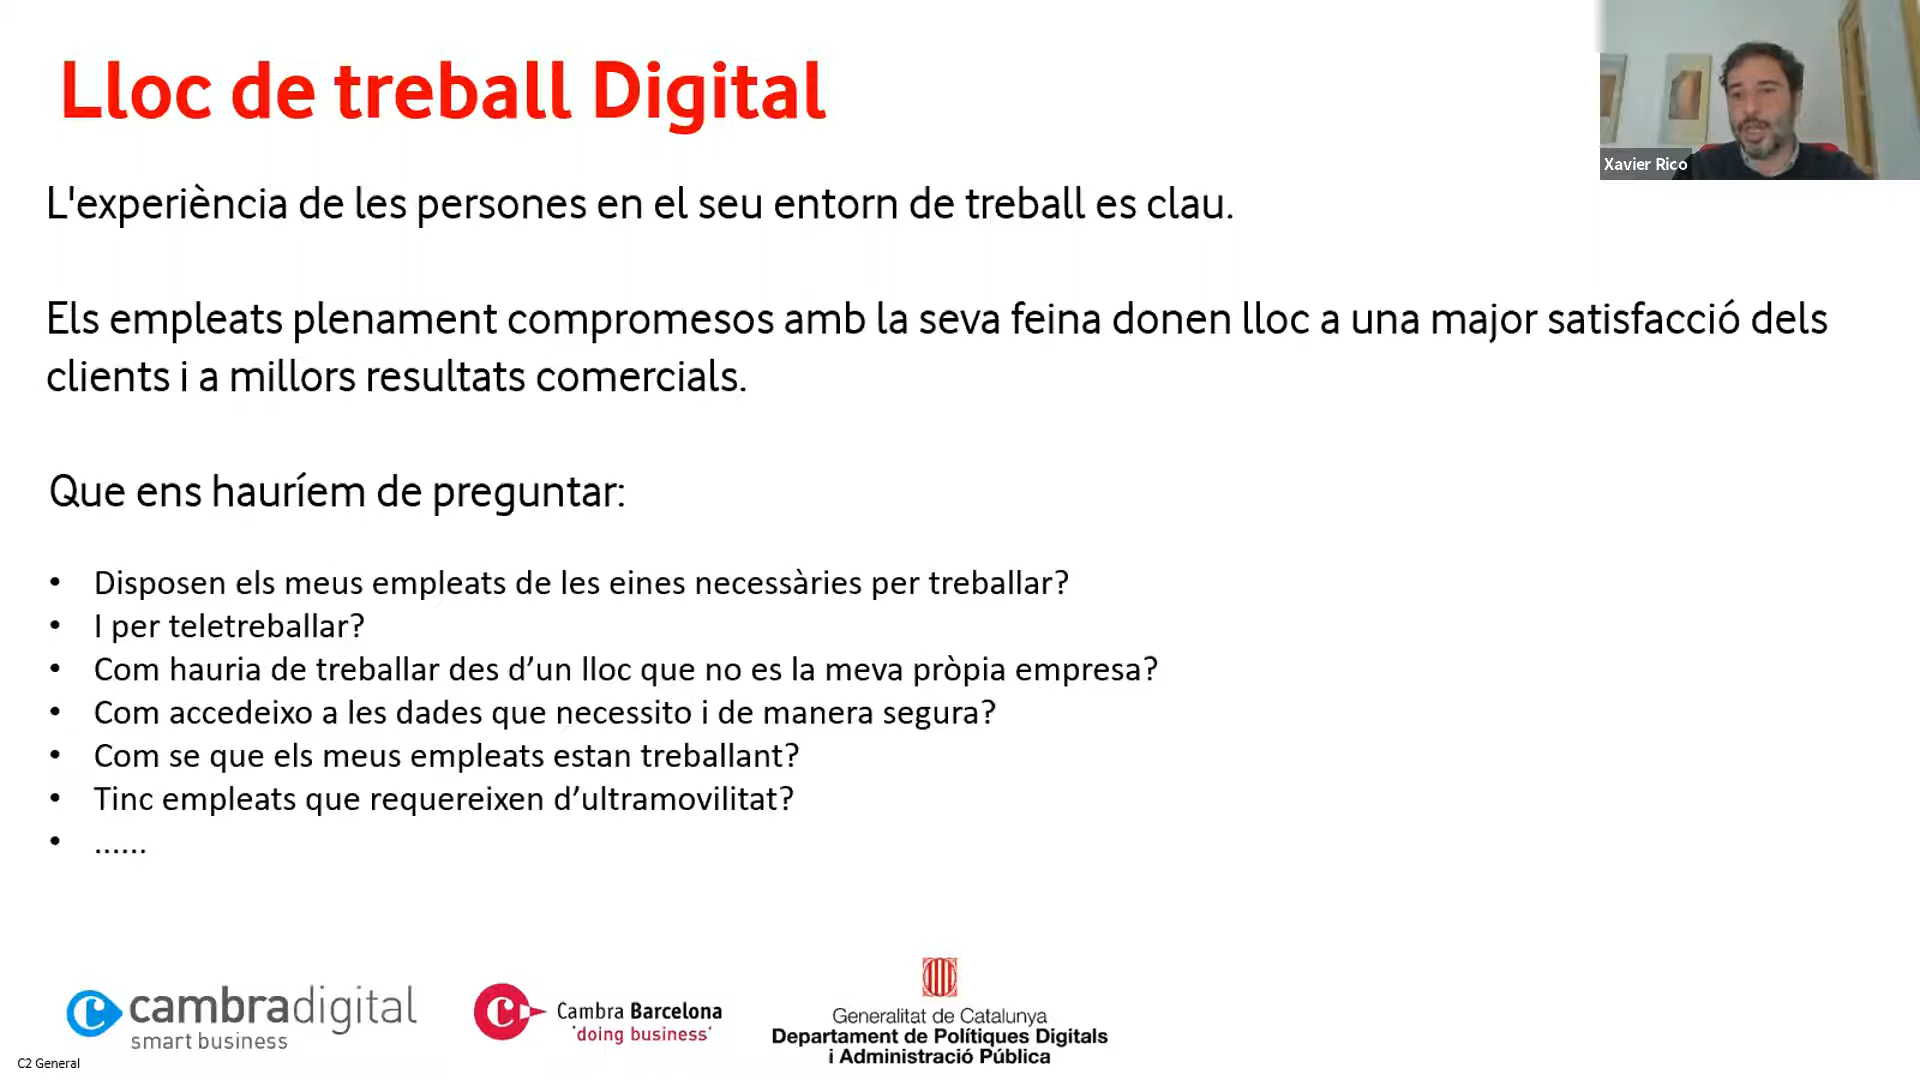 Lloc de treball Digital
Xavier Rico
L'experiència de les persones en el seu entorn de treball es clau.
Els empleats plenament compromesos amb la seva feina donen lloc a una major satisfacció dels
clients i a millors resultats comercials.
Que ens hauríem de preguntar:
• Disposen els meus empleats de les eines necessàries per treballar?
• I per teletreballar?
• Com hauria de treballar des d’un lloc que no es la meva pròpia empresa?
• Com accedeixo a les dades que necessito i de manera segura?
• Com se que els meus empleats estan treballant?
• Tinc empleats que requereixen d’ultramovilitat?
• ......
cambradigital
smart business
Cambra Barcelona
'doing business'
Generalitat de Catalunya
Departament de Polítiques Digitals
i Administració Pública
C2 General